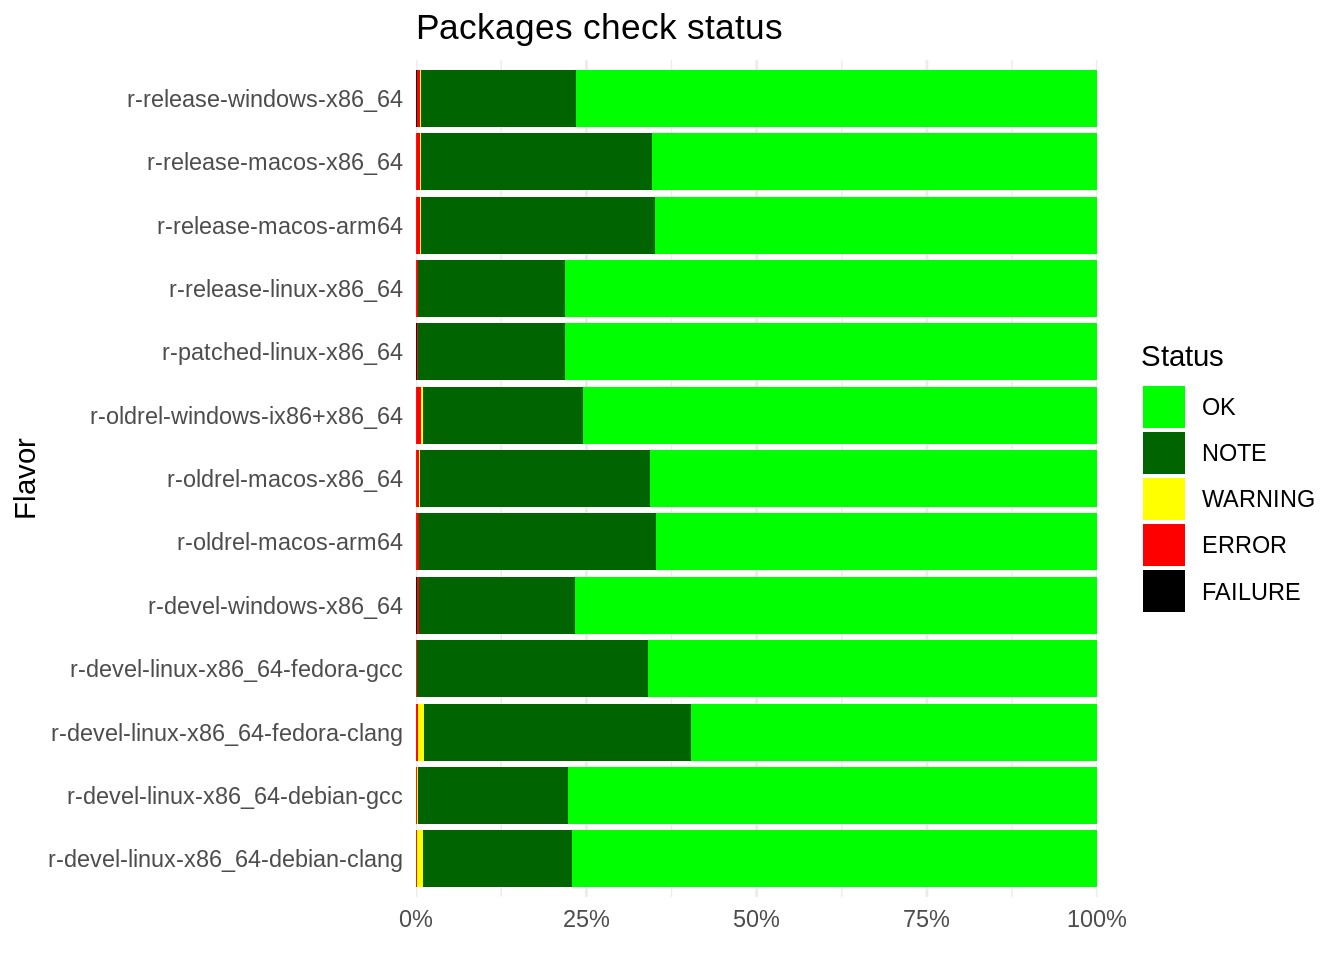 Packages check status
Flavor
r-release-windows-x86_64
r-release-macos-x86_64
r-release-macos-arm64
r-release-linux-x86_64
r-patched-linux-x86_64
r-oldrel-windows-ix86+x86_64
r-oldrel-macos-x86_64
r-oldrel-macos-arm64
r-devel-windows-x86_64
r-devel-linux-x86_64-fedora-gcc
r-devel-linux-x86_64-fedora-clang
r-devel-linux-x86_64-debian-gcc
r-devel-linux-x86_64-debian-clang
0% 25% 50% 75% 100%
Status
OK
NOTE
WARNING
ERROR
FAILURE